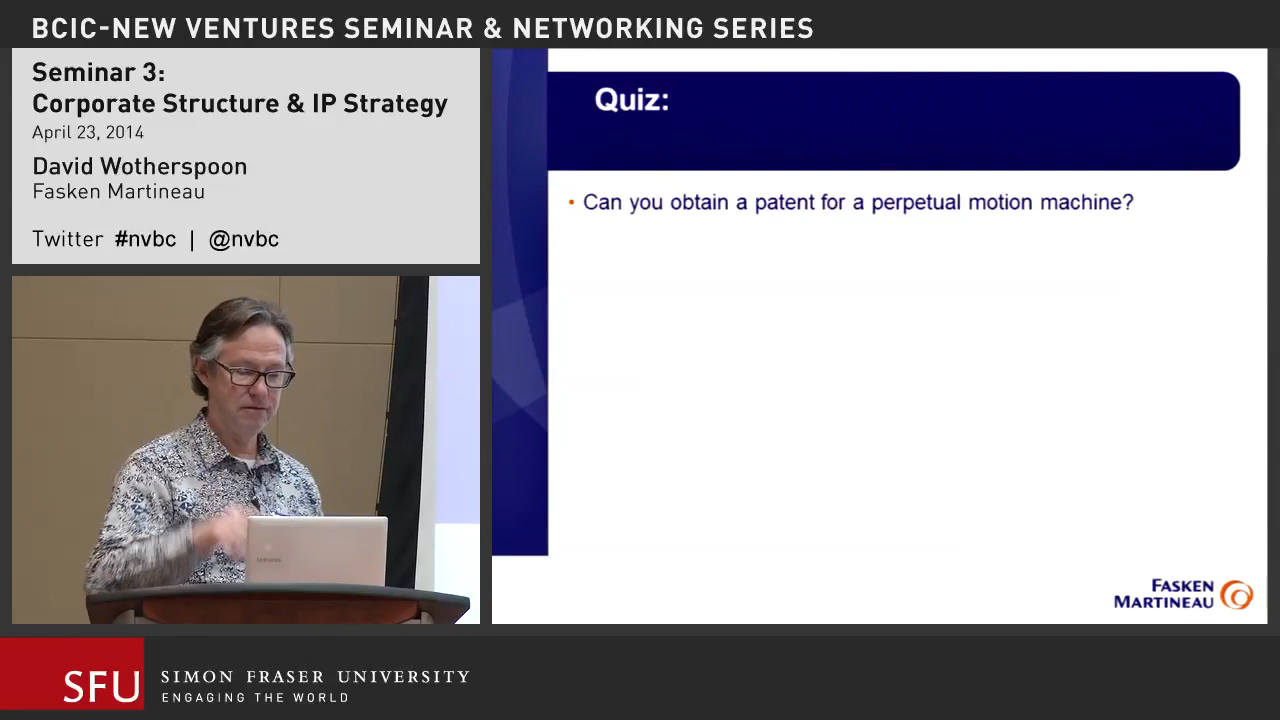 BCIC-NEW VENTURES SEMINAR & NETWORKING SERIES
Seminar 3:
Corporate Structure & IP Strategy
April 23, 2014
David Wotherspoon
Fasken Martineau
Twitter #nvbc | @nvbc
Quiz:
• Can you obtain a patent for a perpetual motion machine?
SAMSUNG
FASKEN
MARTINEAU
SFU
SIMON FRASER UNIVERSITY
ENGAGING THE WORLD